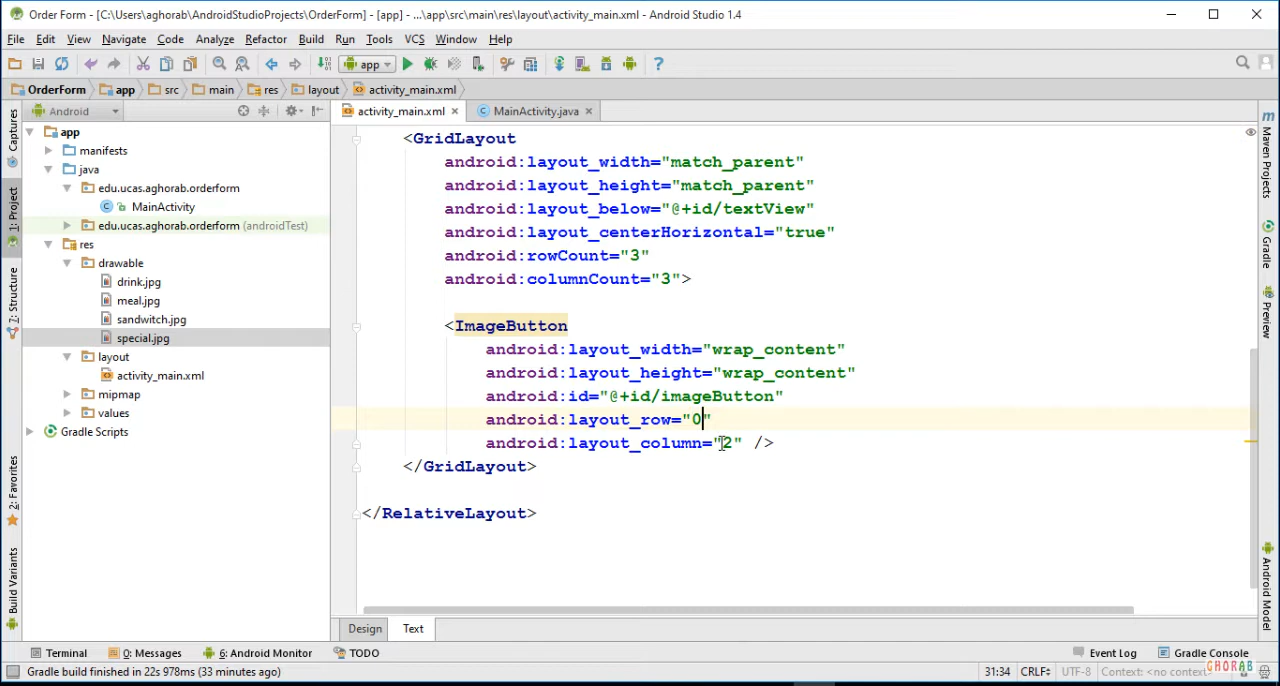 Order Form - [C:\Users\aghorab\AndroidStudioProjects\OrderForm] - [app] - ...\app\src\main\res\layout\activity_main.xml - Android Studio 1.4
File Edit View Navigate Code Analyze Refactor Build Run Tools VCS Window Help
app
OrderForm app src main res layout activity_main.xml
Android
activity_main.xml MainActivity.java
app
manifests
java
edu.ucas.aghorab.orderform
MainActivity
edu.ucas.aghorab.orderform (androidTest)
res
drawable
drink.jpg
meal.jpg
sandwitch.jpg
special.jpg
layout
activity_main.xml
mipmap
values
Gradle Scripts
Captures
1: Project
7: Structure
2: Favorites
Build Variants
<GridLayout
android:layout_width="match_parent"
android:layout_height="match_parent"
android:layout_below="@+id/textView"
android:layout_centerHorizontal="true"
android:rowCount="3"
android:columnCount="3">
<ImageButton
android:layout_width="wrap_content"
android:layout_height="wrap_content"
android:id="@+id/imageButton"
android:layout_row="0"
android:layout_column="2" />
</GridLayout>
</RelativeLayout>
m
Maven Projects
Gradle
Preview
Android Model
Design Text
Terminal 0: Messages 6: Android Monitor TODO Event Log Gradle Console
Gradle build finished in 22s 978ms (33 minutes ago) 31:34 CRLF UTF-8 Context: <no context>
GHORAB